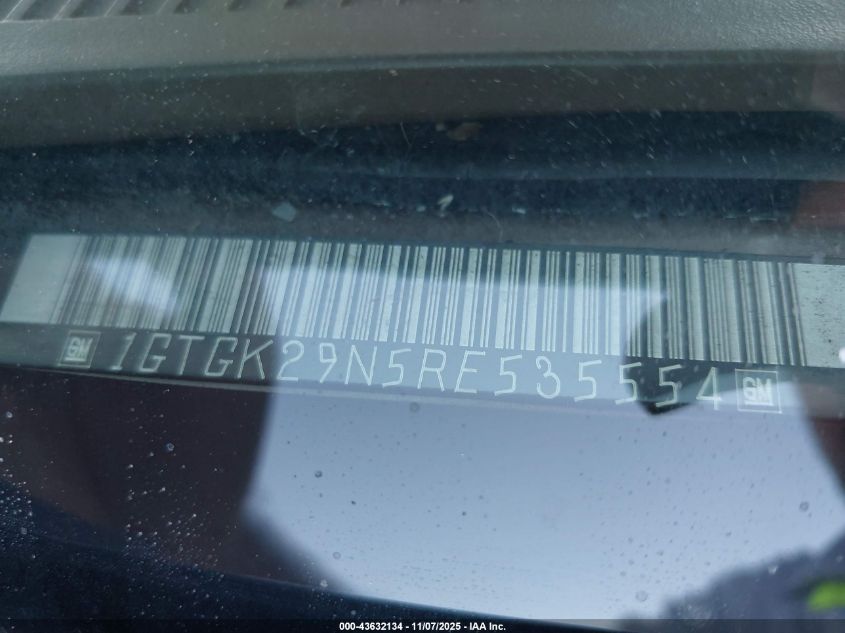 GM 1GTGK29N5RE535554 GM
000-43632134 - 11/07/2025 - IAA Inc.